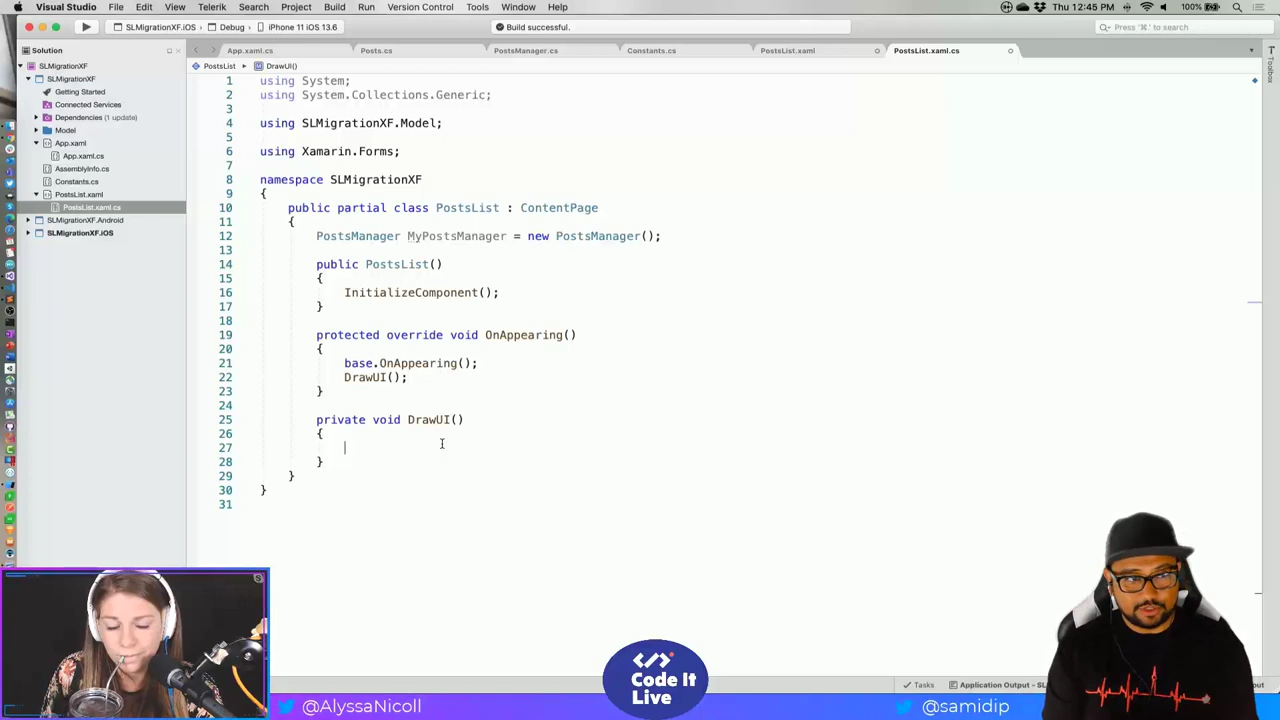 Visual Studio File Edit View Telerik Search Project Build Run Version Control Tools Window Help 100% Thu 12:45 PM
SLMigrationXF.iOS Debug iPhone 11 iOS 13.6 Build successful. Press '⌘.' to search
Solution
App.xaml.cs Posts.cs PostsManager.cs Constants.cs PostsList.xaml PostsList.xaml.cs
PostsList DrawUI()
Toolbox
SLMigrationXF
SLMigrationXF
Getting Started
Connected Services
Dependencies (1 update)
Model
App.xaml
App.xaml.cs
AssemblyInfo.cs
Constants.cs
PostsList.xaml
PostsList.xaml.cs
SLMigrationXF.Android
SLMigrationXF.iOS
1 using System;
2 using System.Collections.Generic;
3
4 using SLMigrationXF.Model;
5
6 using Xamarin.Forms;
7
8 namespace SLMigrationXF
9 {
10 public partial class PostsList : ContentPage
11 {
12 PostsManager MyPostsManager = new PostsManager();
13
14 public PostsList()
15 {
16 InitializeComponent();
17 }
18
19 protected override void OnAppearing()
20 {
21 base.OnAppearing();
22 DrawUI();
23 }
24
25 private void DrawUI()
26 {
27
28 }
29 }
30 }
31
Tasks Application Output - SL
Code It
Live
@AlyssaNicoll
@samidip